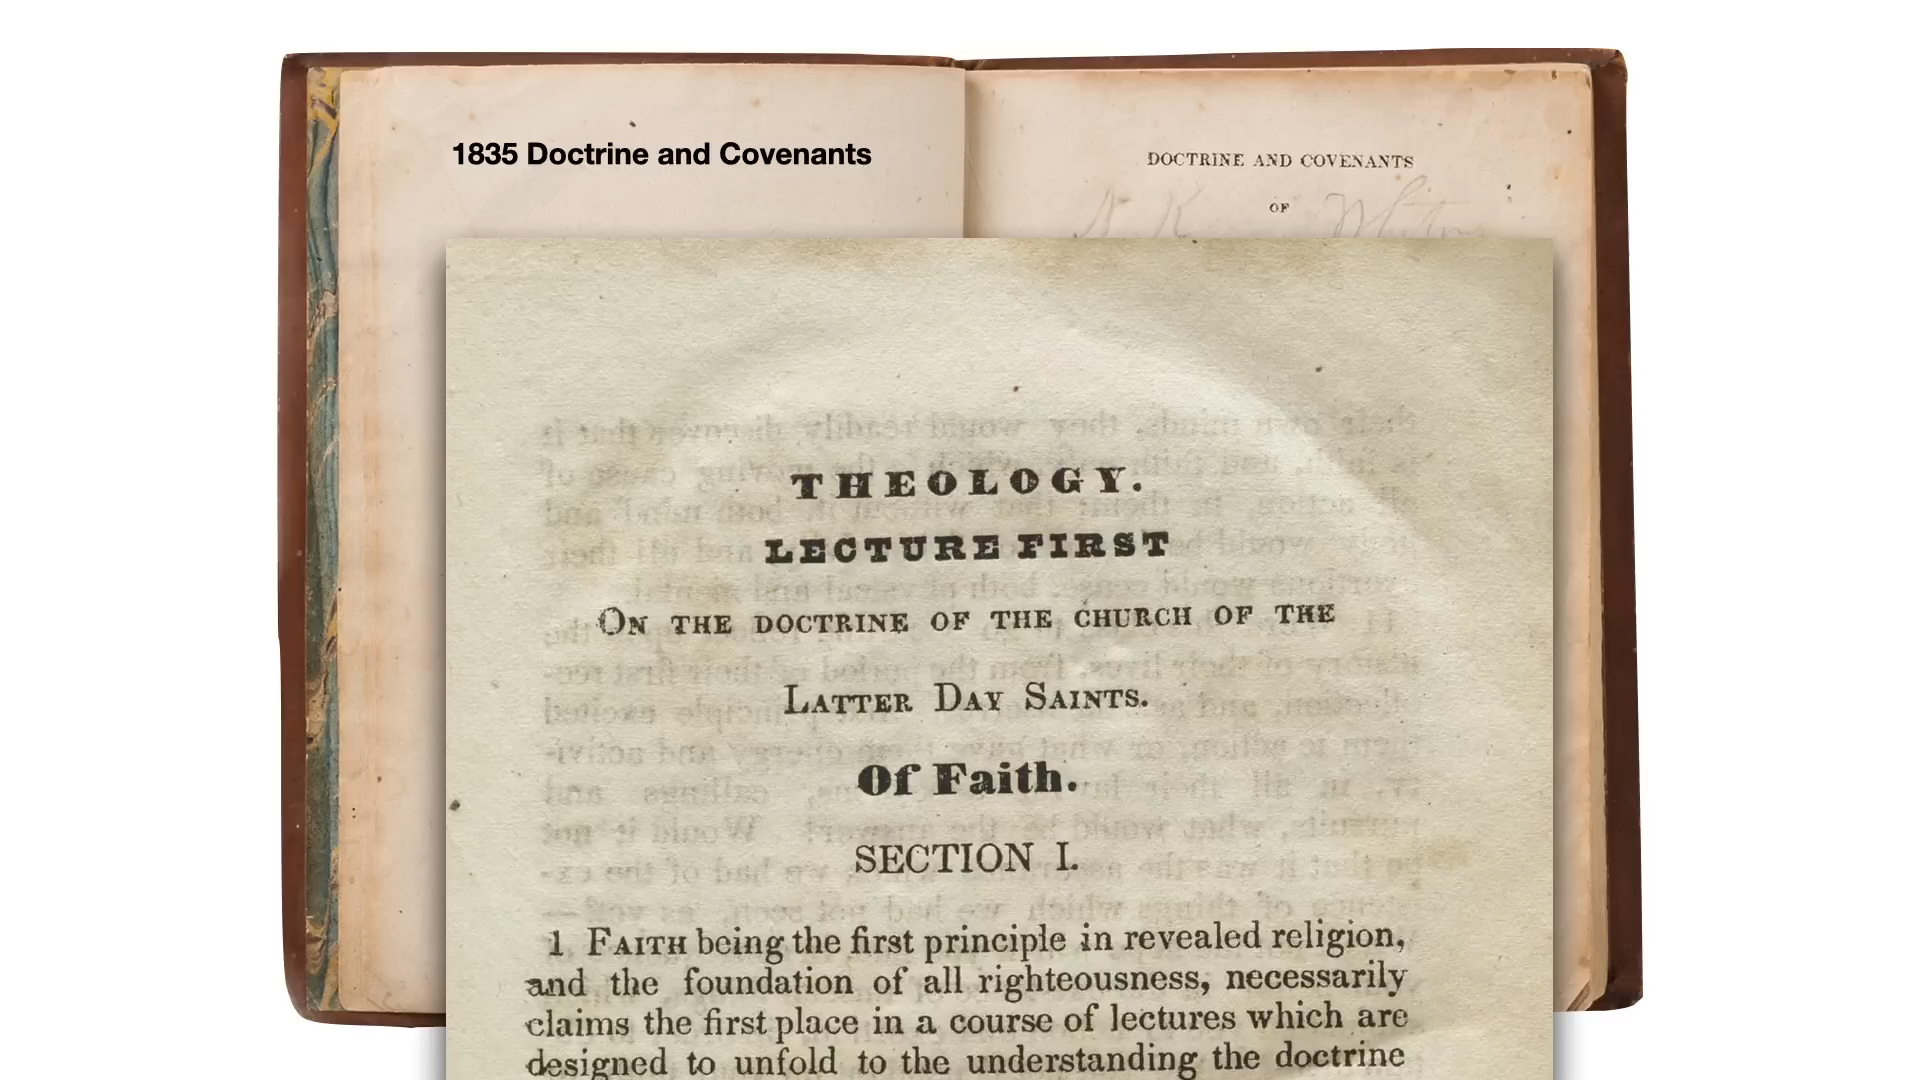 1835 Doctrine and Covenants
DOCTRINE AND COVENANTS
OF
THEOLOGY.
LECTURE FIRST
ON THE DOCTRINE OF THE CHURCH OF THE
LATTER DAY SAINTS.
Of Faith.
SECTION I.
1 FAITH being the first principle in revealed religion,
and the foundation of all righteousness, necessarily
claims the first place in a course of lectures which are
designed to unfold to the understanding the doctrine